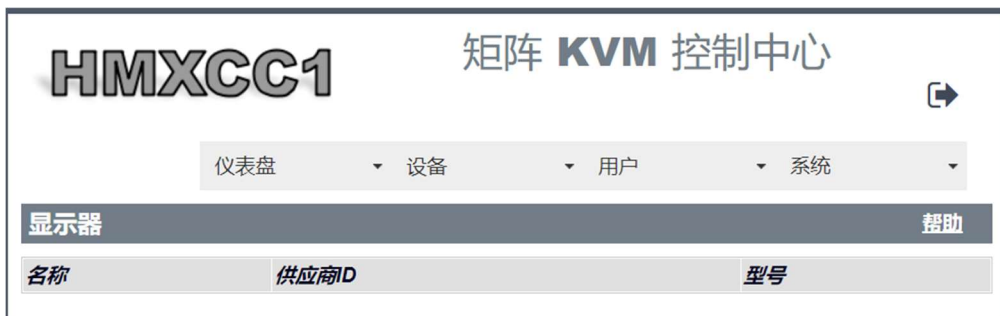 HMXCC1
矩阵 KVM 控制中心
仪表盘 设备 用户 系统
显示器 帮助
名称 供应商ID 型号